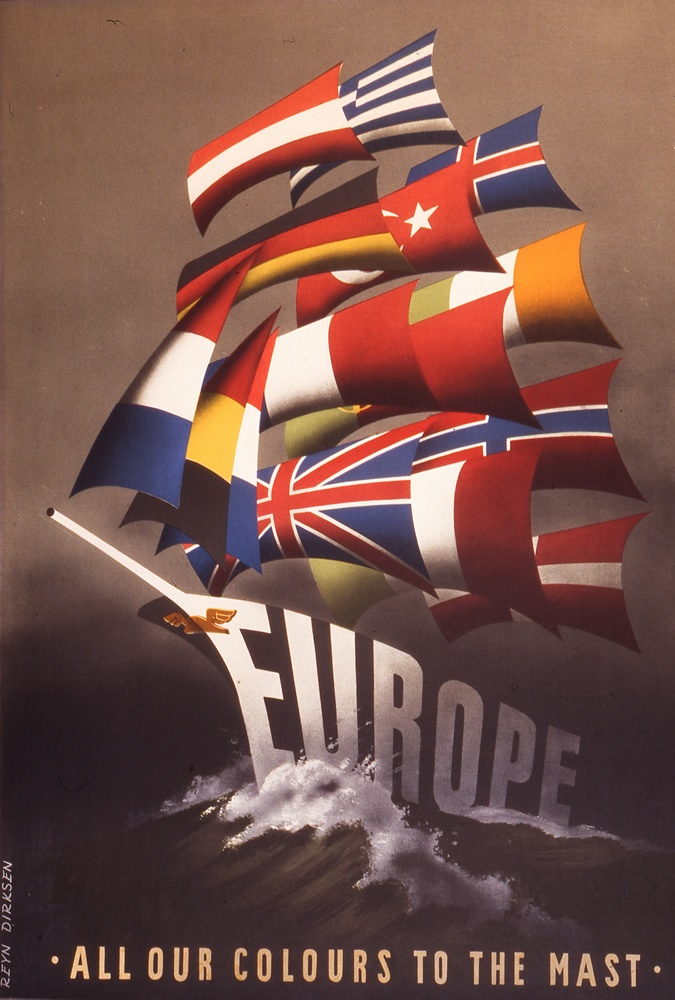 EUROPE
REYN DIRKSEN
·ALL OUR COLOURS TO THE MAST·